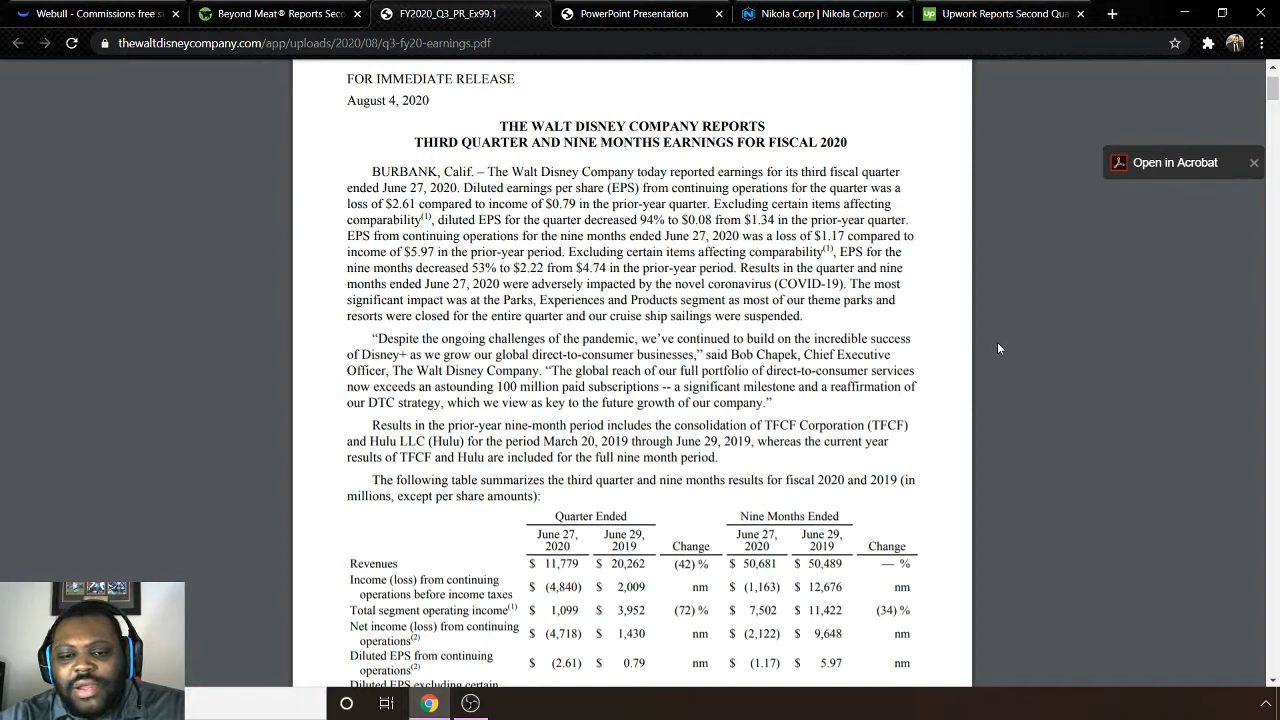 Webull - Commissions free s
Beyond Meat® Reports Seco
FY2020_Q3_PR_Ex99.1
PowerPoint Presentation
Nikola Corp | Nikola Corpora
Up Upwork Reports Second Qua
thewaltdisneycompany.com/app/uploads/2020/08/q3-fy20-earnings.pdf
FOR IMMEDIATE RELEASE
August 4, 2020
THE WALT DISNEY COMPANY REPORTS
THIRD QUARTER AND NINE MONTHS EARNINGS FOR FISCAL 2020
Open in Acrobat
BURBANK, Calif. – The Walt Disney Company today reported earnings for its third fiscal quarter
ended June 27, 2020. Diluted earnings per share (EPS) from continuing operations for the quarter was a
loss of $2.61 compared to income of $0.79 in the prior-year quarter. Excluding certain items affecting
comparability(1), diluted EPS for the quarter decreased 94% to $0.08 from $1.34 in the prior-year quarter.
EPS from continuing operations for the nine months ended June 27, 2020 was a loss of $1.17 compared to
income of $5.97 in the prior-year period. Excluding certain items affecting comparability(1), EPS for the
nine months decreased 53% to $2.22 from $4.74 in the prior-year period. Results in the quarter and nine
months ended June 27, 2020 were adversely impacted by the novel coronavirus (COVID-19). The most
significant impact was at the Parks, Experiences and Products segment as most of our theme parks and
resorts were closed for the entire quarter and our cruise ship sailings were suspended.
“Despite the ongoing challenges of the pandemic, we’ve continued to build on the incredible success
of Disney+ as we grow our global direct-to-consumer businesses,” said Bob Chapek, Chief Executive
Officer, The Walt Disney Company. “The global reach of our full portfolio of direct-to-consumer services
now exceeds an astounding 100 million paid subscriptions -- a significant milestone and a reaffirmation of
our DTC strategy, which we view as key to the future growth of our company.”
Results in the prior-year nine-month period includes the consolidation of TFCF Corporation (TFCF)
and Hulu LLC (Hulu) for the period March 20, 2019 through June 29, 2019, whereas the current year
results of TFCF and Hulu are included for the full nine month period.
The following table summarizes the third quarter and nine months results for fiscal 2020 and 2019 (in
millions, except per share amounts):
Quarter Ended Nine Months Ended
June 27, June 29, June 27, June 29,
2020 2019 Change 2020 2019 Change
Revenues $ 11,779 $ 20,262 (42) % $ 50,681 $ 50,489 — %
Income (loss) from continuing
operations before income taxes $ (4,840) $ 2,009 nm $ (1,163) $ 12,676 nm
Total segment operating income(1) $ 1,099 $ 3,952 (72) % $ 7,502 $ 11,422 (34) %
Net income (loss) from continuing
operations(2) $ (4,718) $ 1,430 nm $ (2,122) $ 9,648 nm
Diluted EPS from continuing
operations(2) $ (2.61) $ 0.79 nm $ (1.17) $ 5.97 nm
Diluted EPS excluding certain